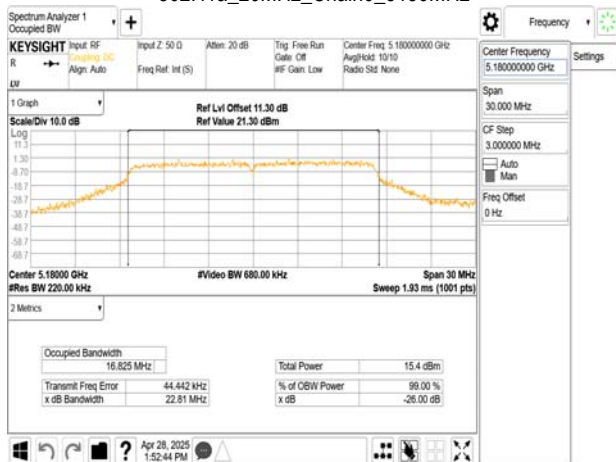 Spectrum Analyzer 1
Occupied BW
+
Frequency
KEYSIGHT
R
LVI
Input: RF
Coupling: DC
Align: Auto
Input Z: 50 Ω
Freq Ref: Int (S)
Atten: 20 dB
Trig: Free Run
Gate: Off
#IF Gain: Low
Center Freq: 5.180000000 GHz
Avg|Hold: 10/10
Radio Std: None
Center Frequency
5.180000000 GHz
Settings
Span
30.000 MHz
CF Step
3.000000 MHz
Auto
Man
Freq Offset
0 Hz
1 Graph
Scale/Div 10.0 dB
Ref Lvl Offset 11.30 dB
Ref Value 21.30 dBm
Log
11.3
1.30
-8.70
-18.7
-28.7
-38.7
-48.7
-58.7
-68.7
Center 5.18000 GHz
#Res BW 220.00 kHz
#Video BW 680.00 kHz
Span 30 MHz
Sweep 1.93 ms (1001 pts)
2 Metrics
Occupied Bandwidth
16.825 MHz
Total Power 15.4 dBm
Transmit Freq Error 44.442 kHz
% of OBW Power 99.00 %
x dB Bandwidth 22.81 MHz
x dB -26.00 dB
?
Apr 28, 2025
1:52:44 PM